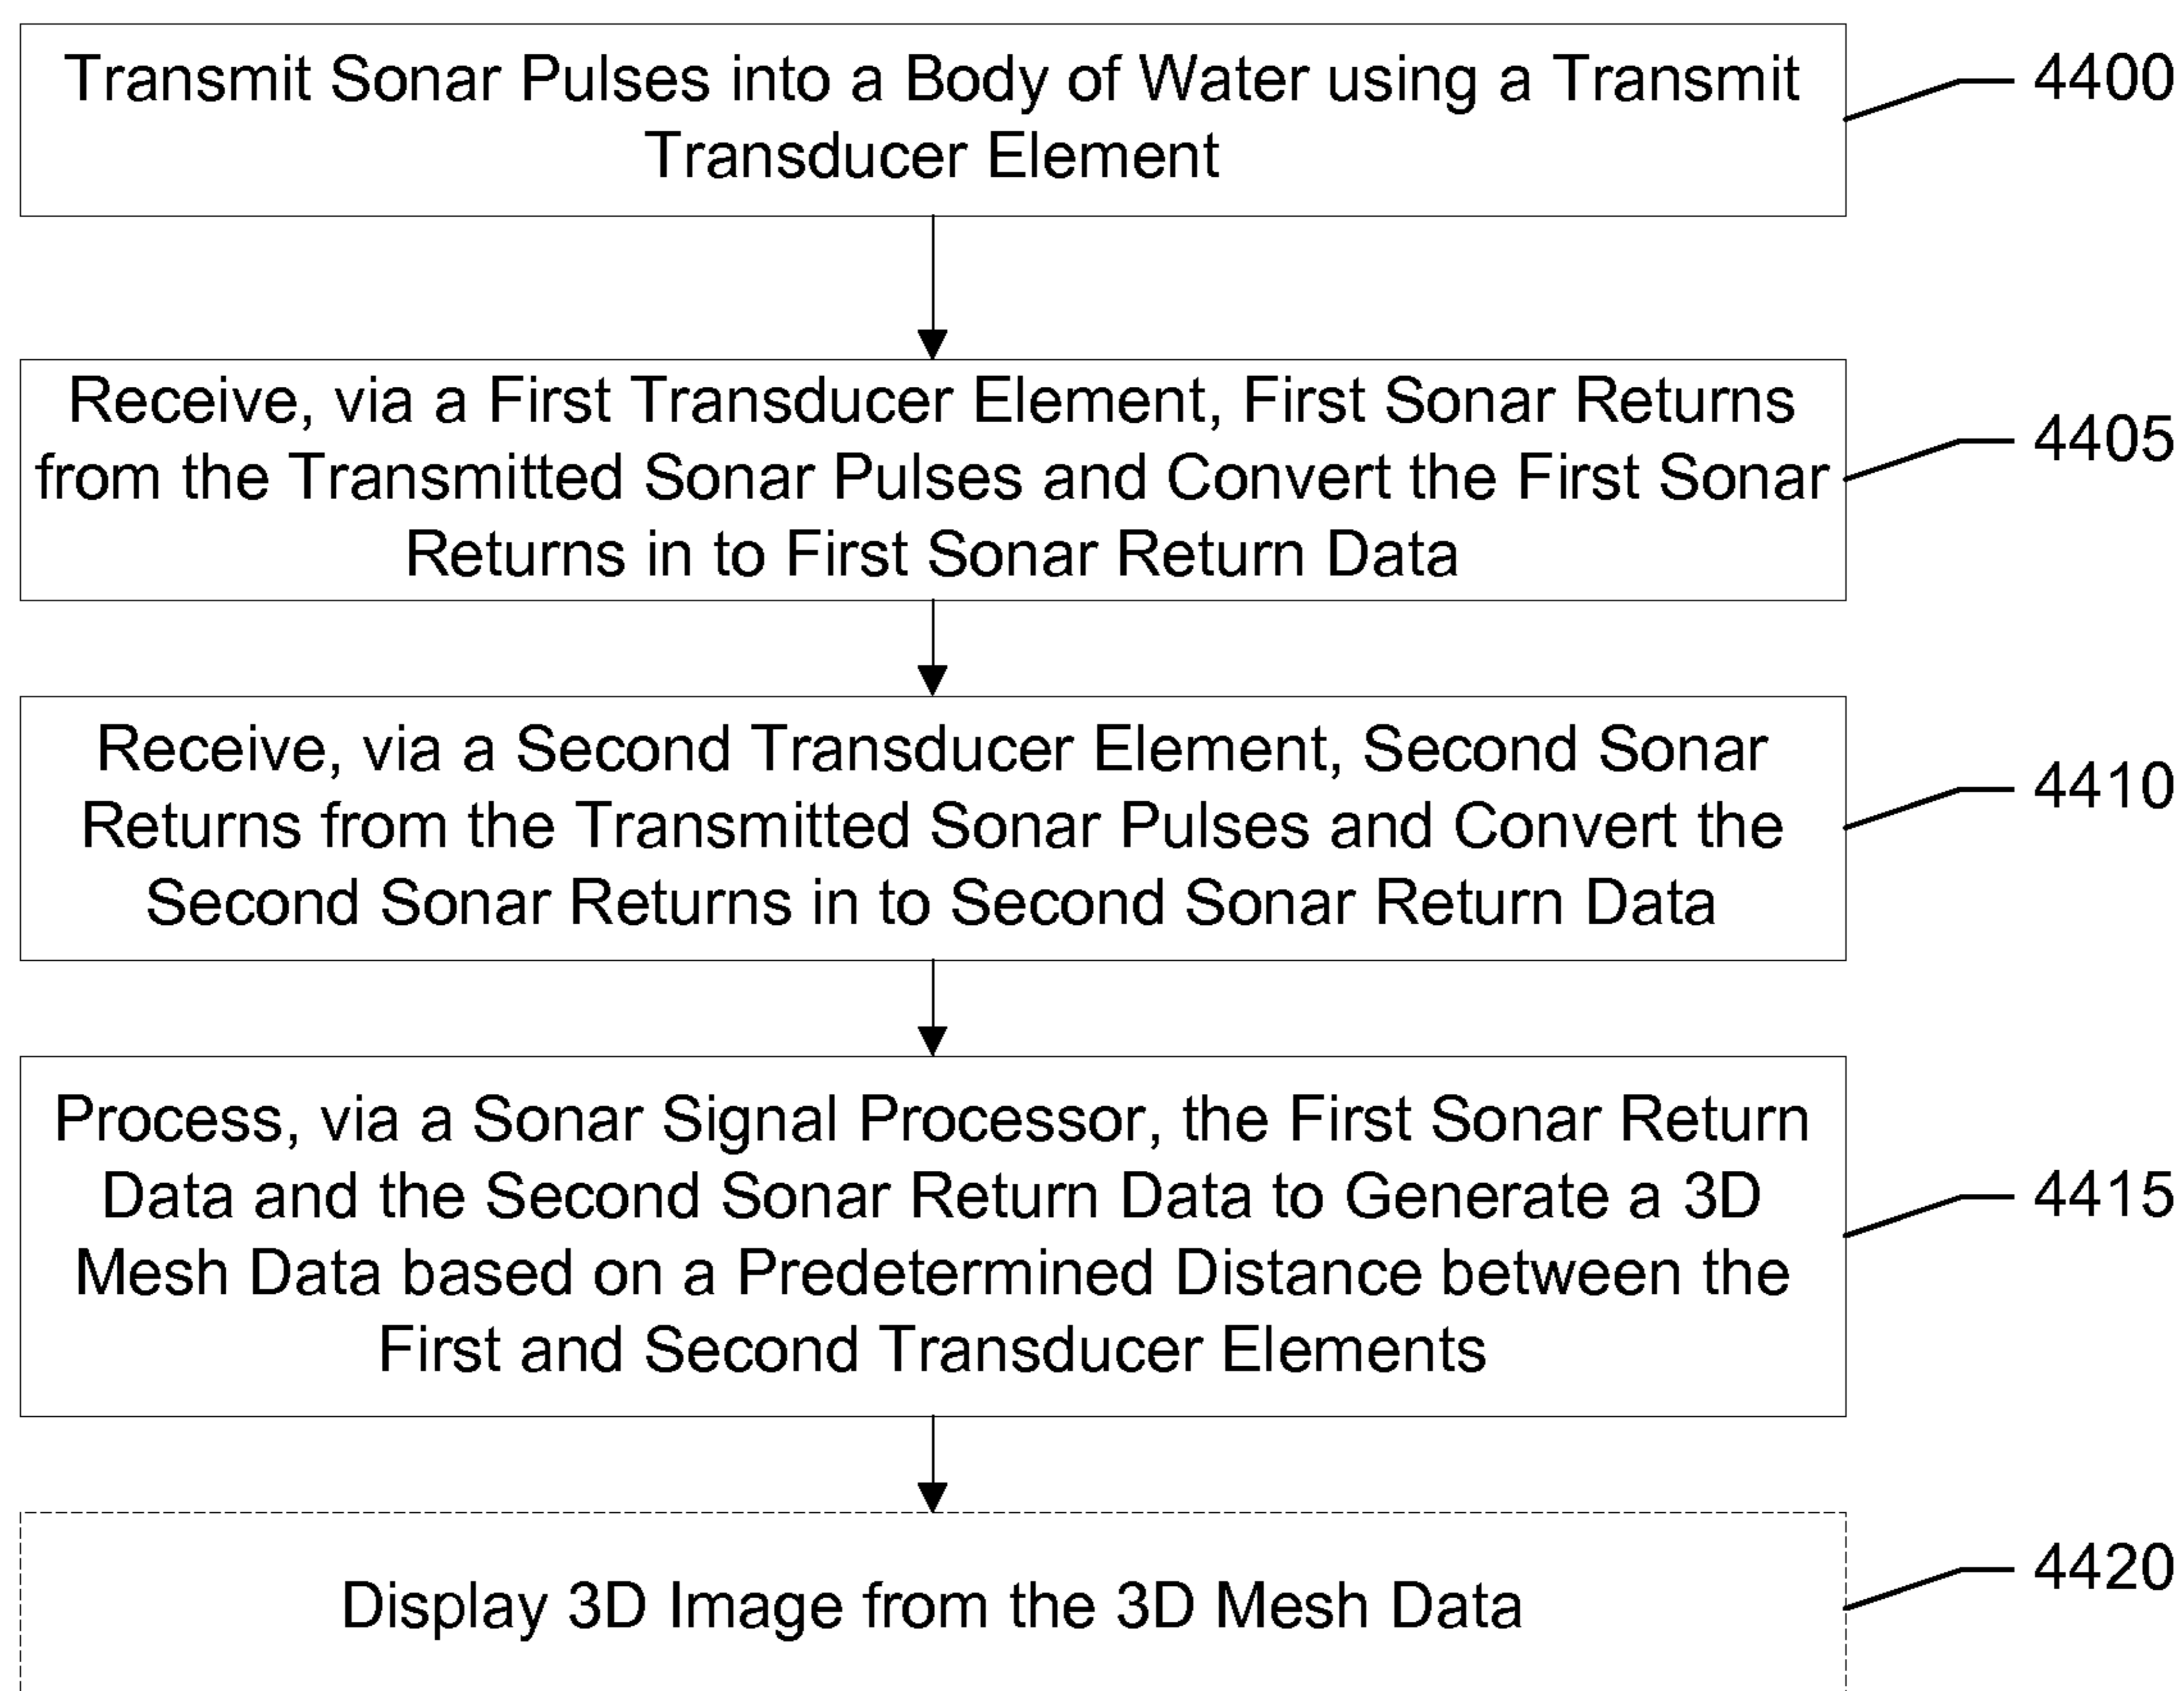 Transmit Sonar Pulses into a Body of Water using a Transmit
Transducer Element
4400
Receive, via a First Transducer Element, First Sonar Returns
from the Transmitted Sonar Pulses and Convert the First Sonar
Returns in to First Sonar Return Data
4405
Receive, via a Second Transducer Element, Second Sonar
Returns from the Transmitted Sonar Pulses and Convert the
Second Sonar Returns in to Second Sonar Return Data
4410
Process, via a Sonar Signal Processor, the First Sonar Return
Data and the Second Sonar Return Data to Generate a 3D
Mesh Data based on a Predetermined Distance between the
First and Second Transducer Elements
4415
Display 3D Image from the 3D Mesh Data
4420